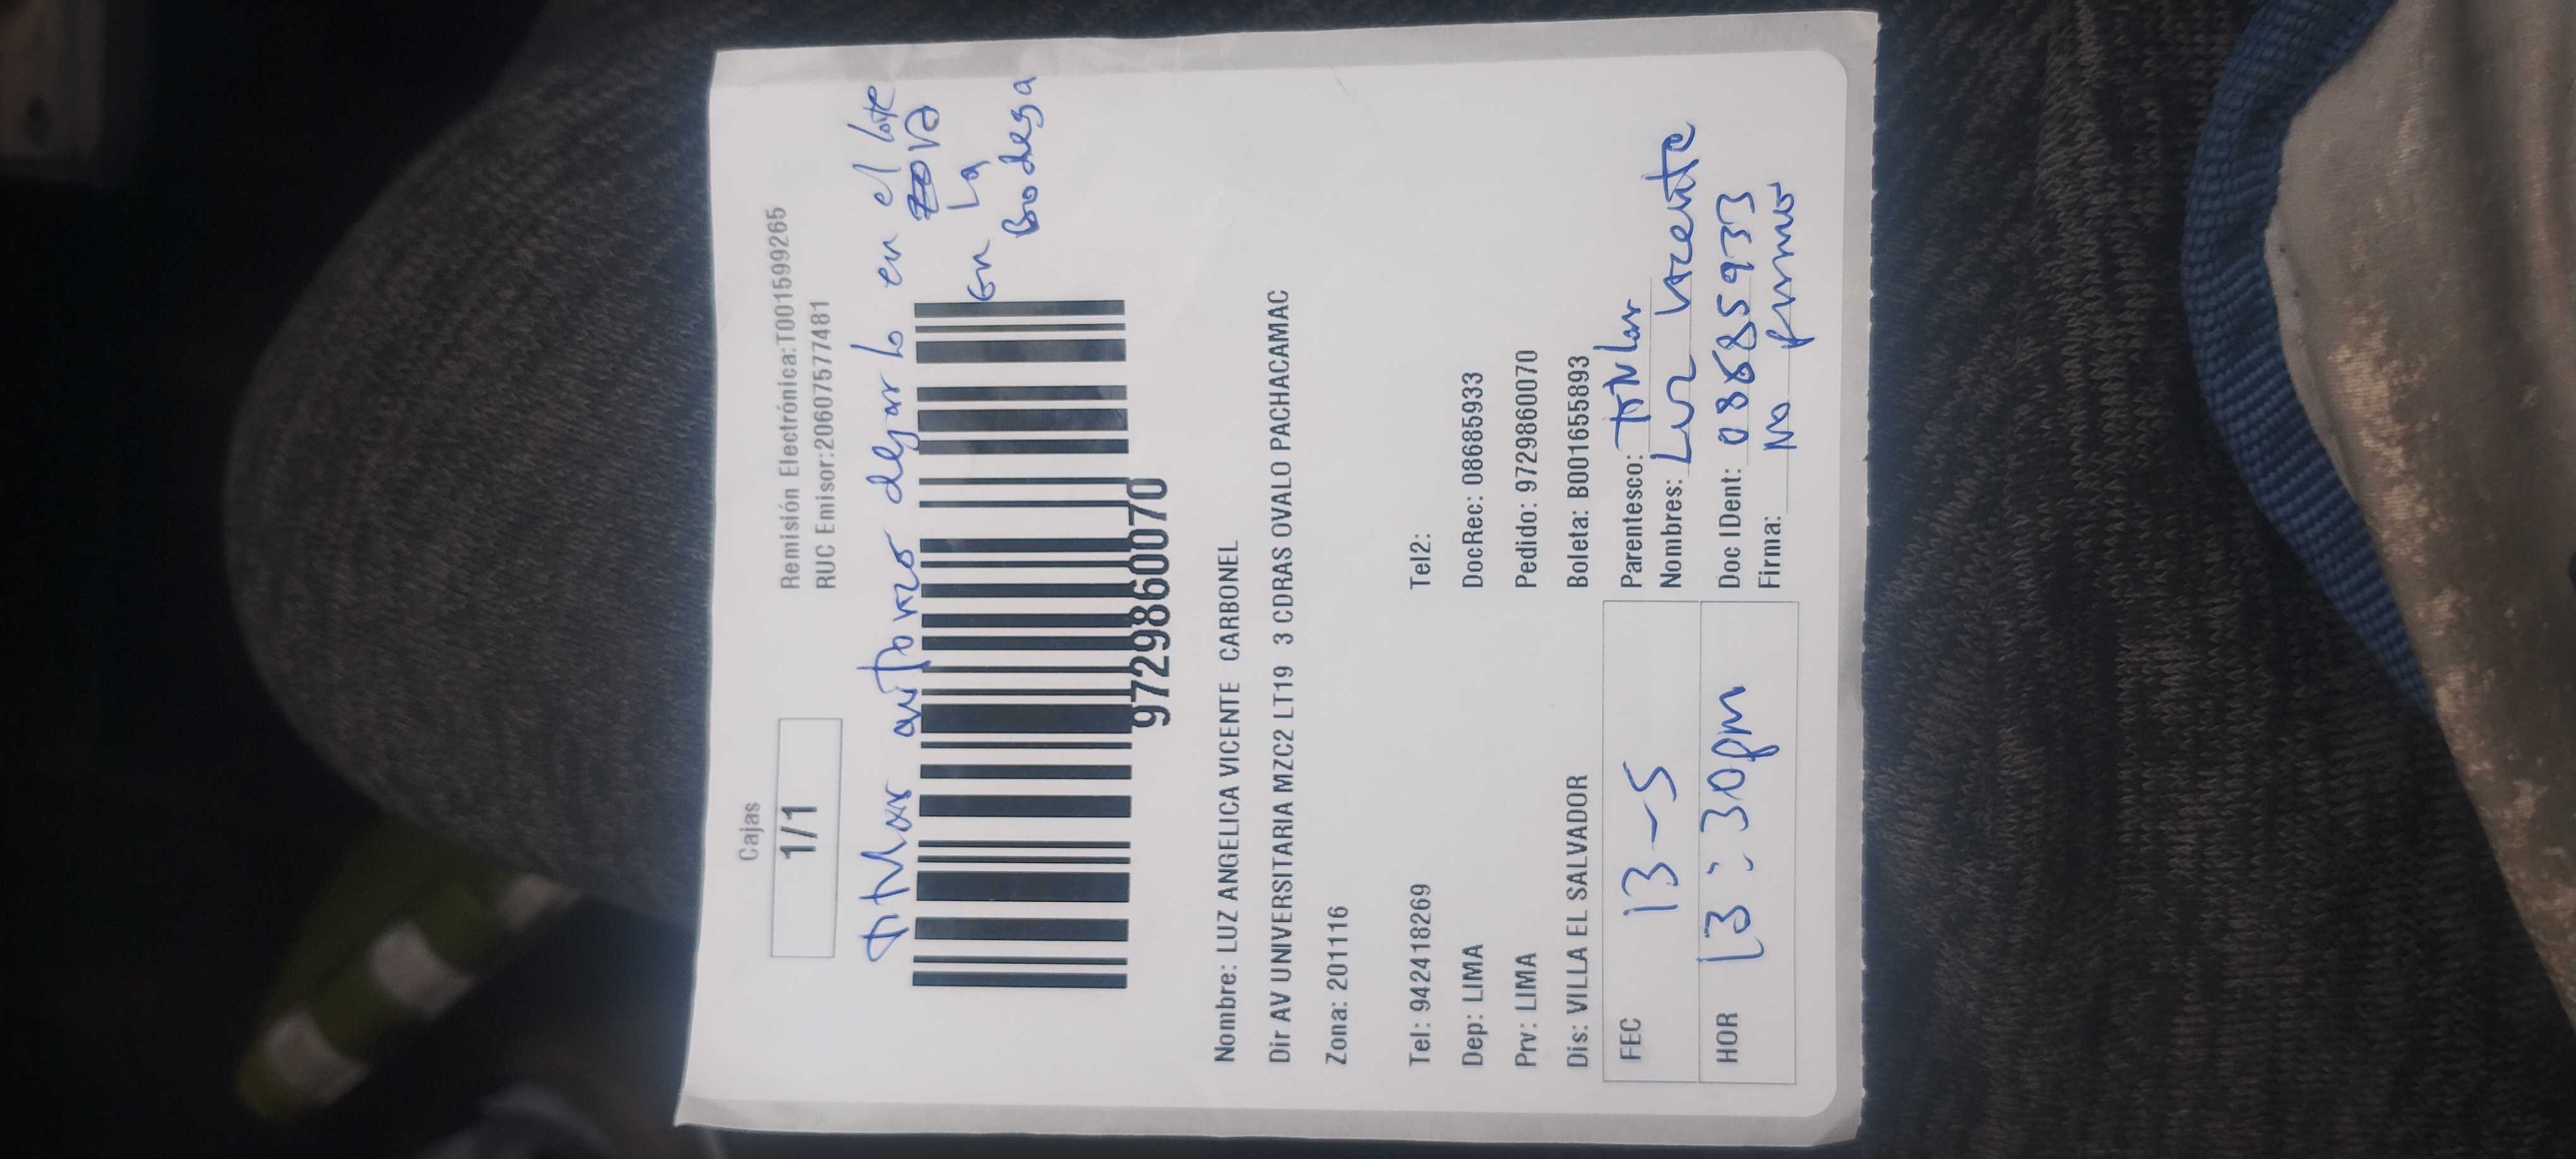 Cajas
1/1
Remisión Electrónica:T001599265
RUC Emisor:20607577481
titular autorizo dejar lo en el lote
en La
Bodega
9729860070
Nombre: LUZ ANGELICA VICENTE CARBONEL
Dir AV UNIVERSITARIA MZC2 LT19 3 CDRAS OVALO PACHACAMAC
Zona: 201116
Tel: 942418269 Tel2:
Dep: LIMA DocRec: 08685933
Prv: LIMA Pedido: 9729860070
Dis: VILLA EL SALVADOR Boleta: B001655893
FEC 13-5
Parentesco: Titular
Nombres: Luz Vicente
HOR 13:30pm
Doc IDent: 08685933
Firma: No firmo